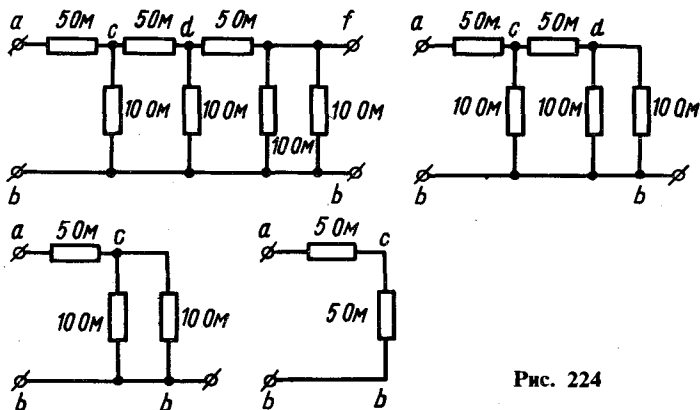 a 5 Ом c 5 Ом d 5 Ом f
10 Ом 10 Ом 10 Ом 10 Ом
b b
a 5 Ом c 5 Ом d
10 Ом 10 Ом 10 Ом
b b
a 5 Ом c
10 Ом 10 Ом
b b
a 5 Ом c
5 Ом
b b
Рис. 224